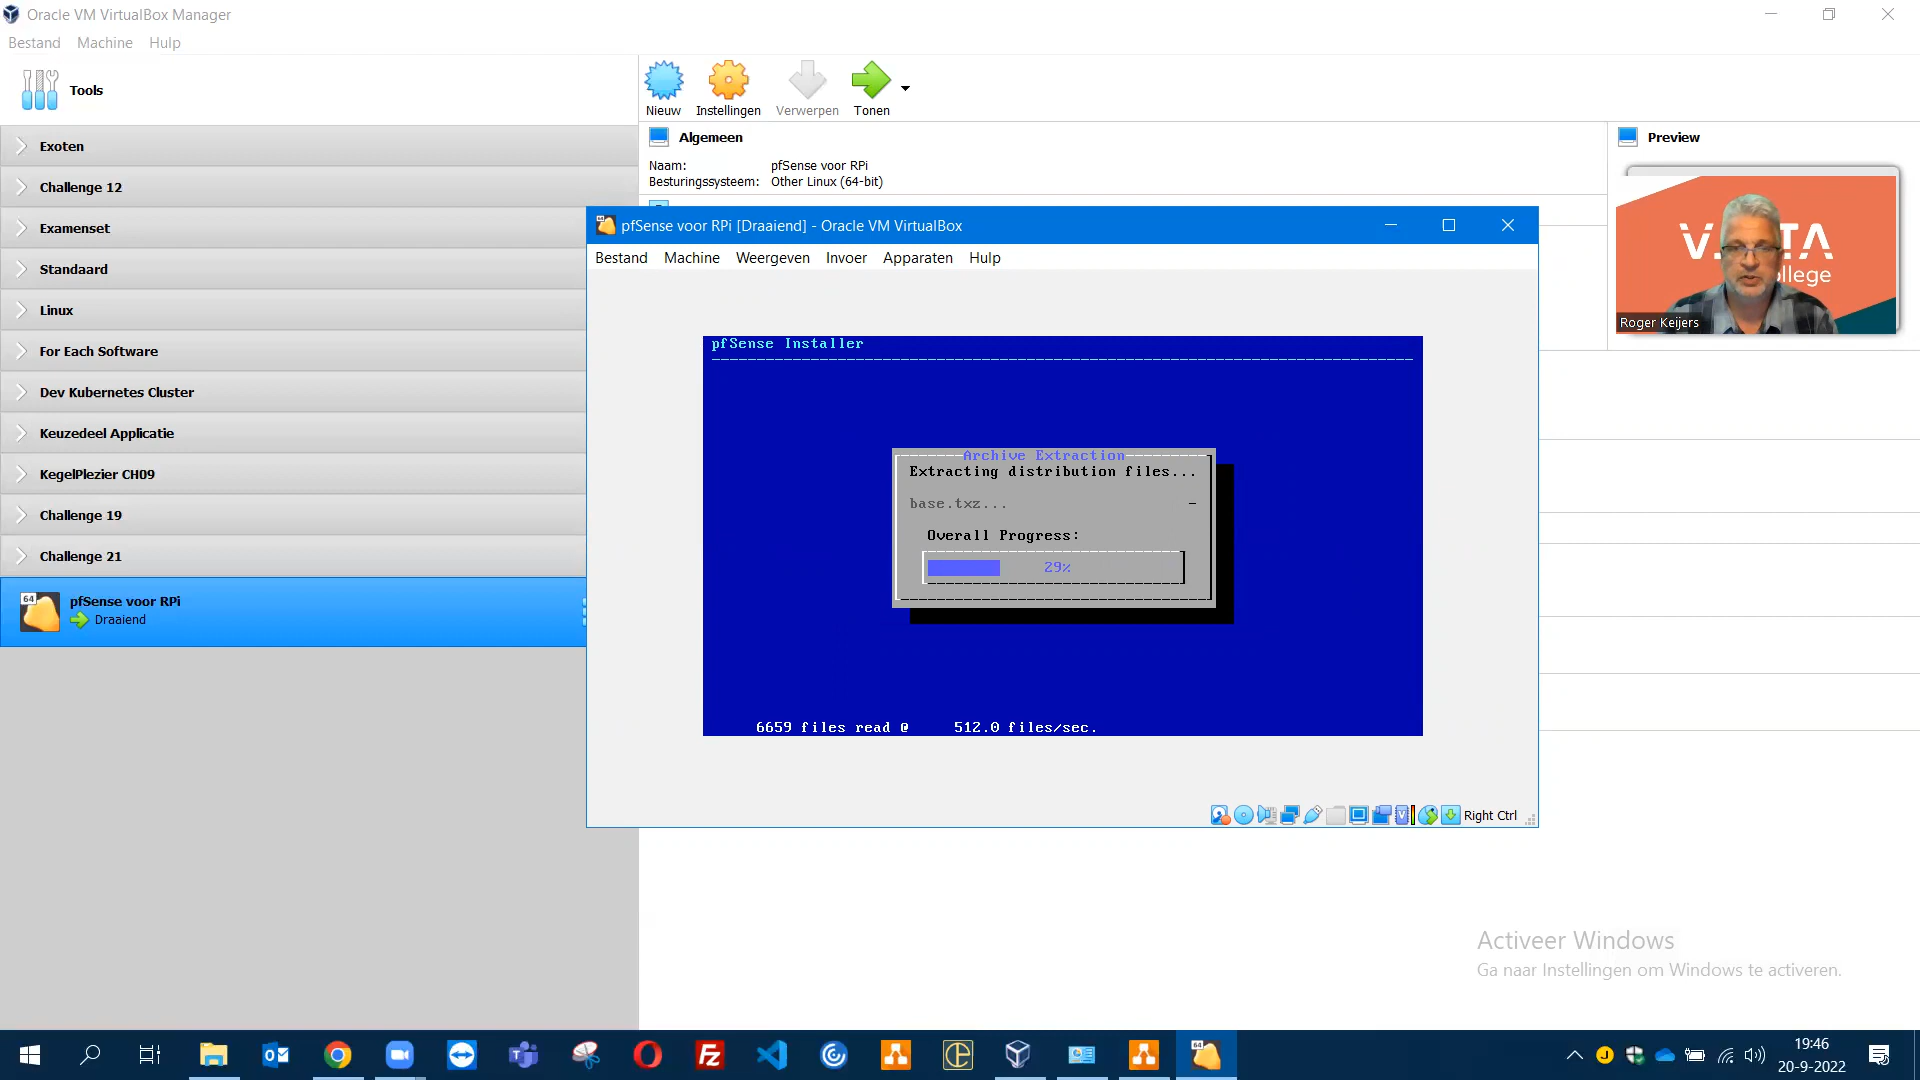 Oracle VM VirtualBox Manager
Bestand Machine Hulp
Tools
Exoten
Challenge 12
Examenset
Standaard
Linux
For Each Software
Dev Kubernetes Cluster
Keuzedeel Applicatie
KegelPlezier CH09
Challenge 19
Challenge 21
64
pfSense voor RPi
Draaiend
Nieuw Instellingen Verwerpen Tonen
Algemeen
Naam: pfSense voor RPi
Besturingssysteem: Other Linux (64-bit)
Preview
Roger Keijers
pfSense voor RPi [Draaiend] - Oracle VM VirtualBox
Bestand Machine Weergeven Invoer Apparaten Hulp
pfSense Installer
Archive Extraction
Extracting distribution files...
base.txz... -
Overall Progress:
29%
6659 files read @ 512.0 files/sec.
Right Ctrl
Activeer Windows
Ga naar Instellingen om Windows te activeren.
19:46
20-9-2022